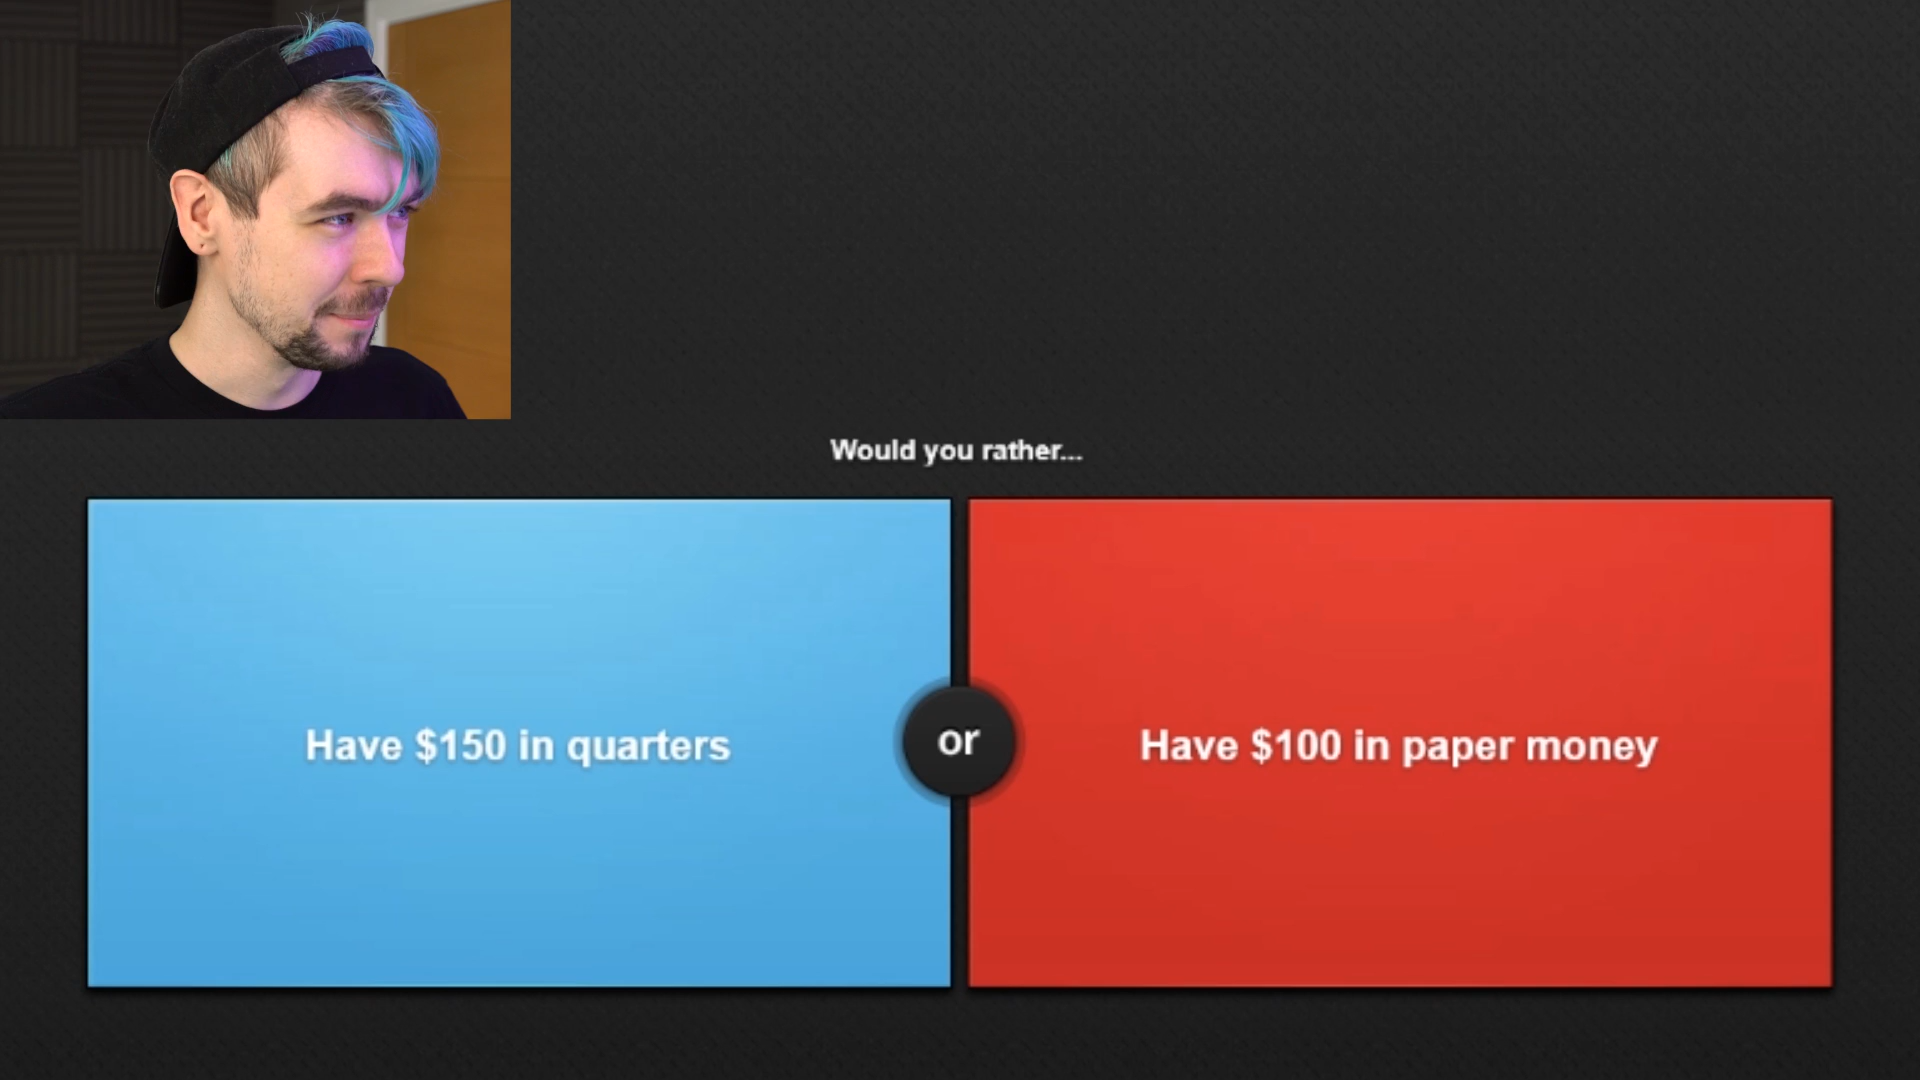 Would you rather...
Have $150 in quarters
or
Have $100 in paper money